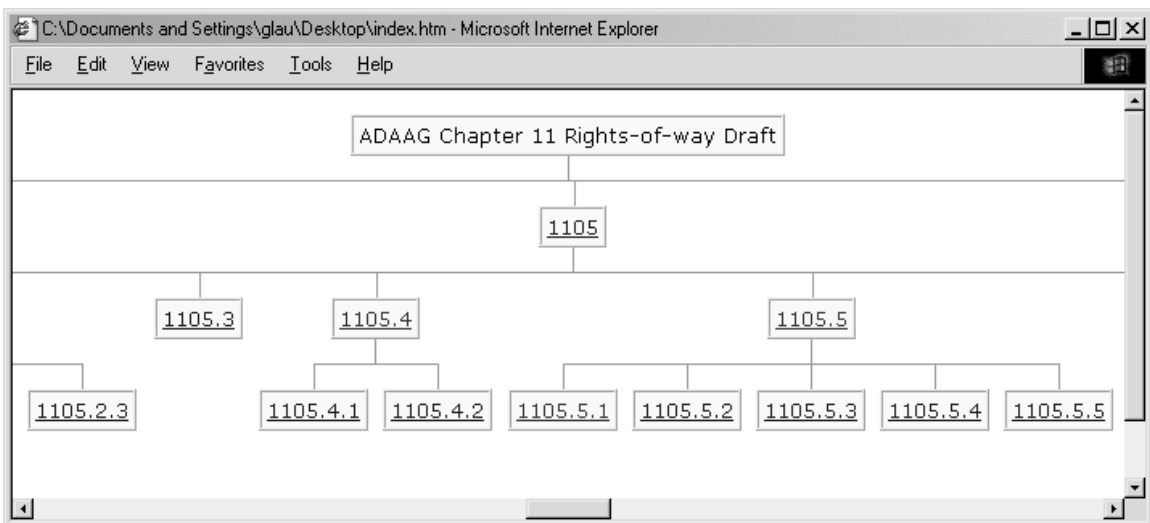 C:\Documents and Settings\glau\Desktop\index.htm - Microsoft Internet Explorer
File Edit View Favorites Tools Help
ADAAG Chapter 11 Rights-of-way Draft
1105
1105.3 1105.4 1105.5
1105.2.3 1105.4.1 1105.4.2 1105.5.1 1105.5.2 1105.5.3 1105.5.4 1105.5.5